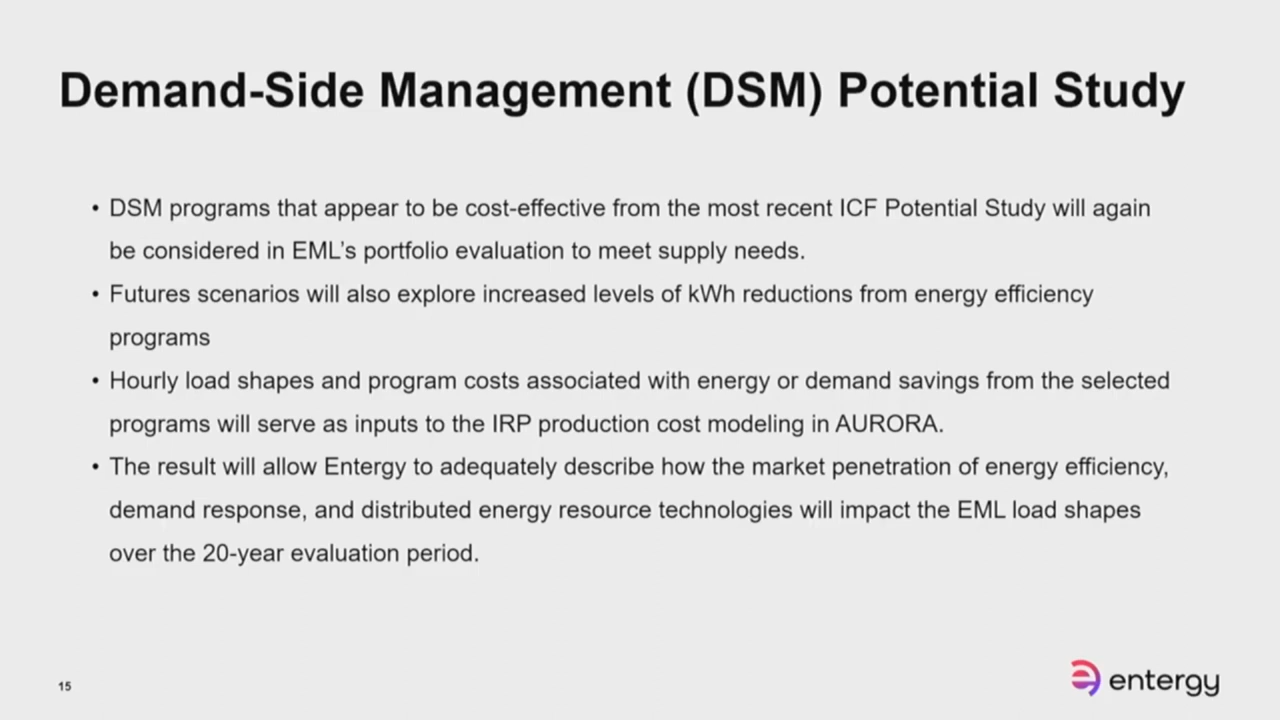 Demand-Side Management (DSM) Potential Study
• DSM programs that appear to be cost-effective from the most recent ICF Potential Study will again
be considered in EML’s portfolio evaluation to meet supply needs.
• Futures scenarios will also explore increased levels of kWh reductions from energy efficiency
programs
• Hourly load shapes and program costs associated with energy or demand savings from the selected
programs will serve as inputs to the IRP production cost modeling in AURORA.
• The result will allow Entergy to adequately describe how the market penetration of energy efficiency,
demand response, and distributed energy resource technologies will impact the EML load shapes
over the 20-year evaluation period.
15
entergy